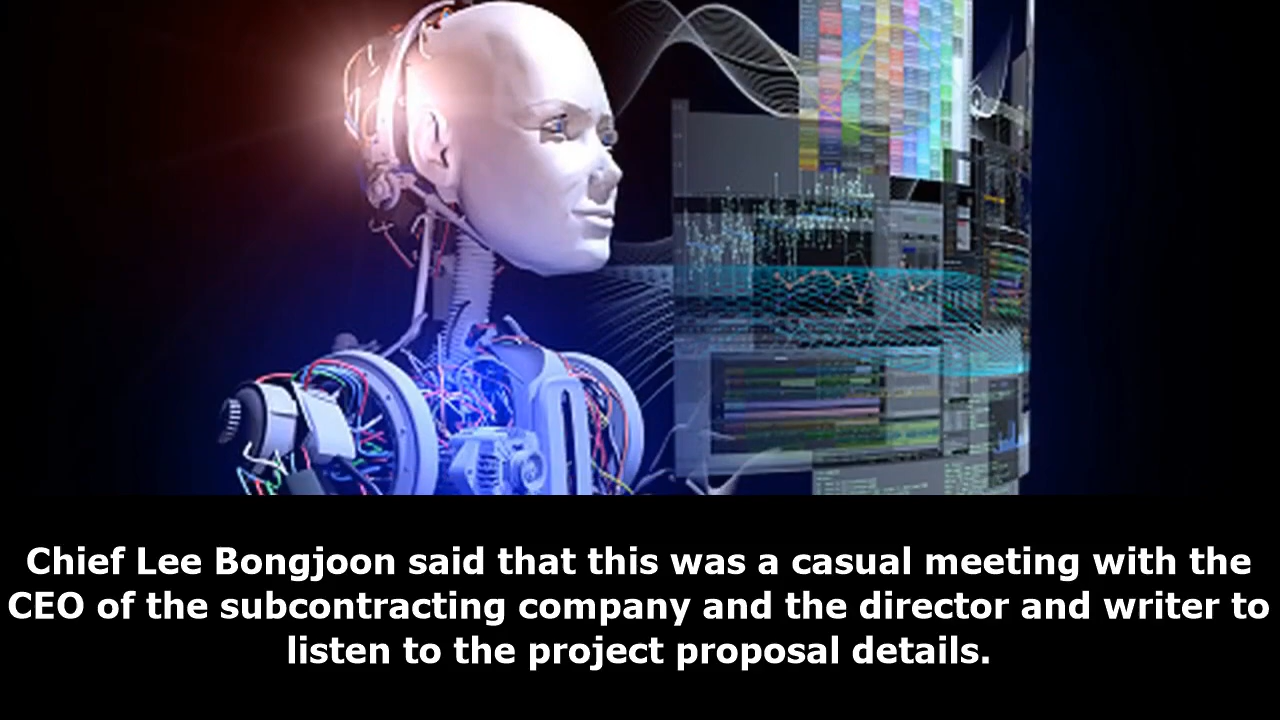 Chief Lee Bongjoon said that this was a casual meeting with the
CEO of the subcontracting company and the director and writer to
listen to the project proposal details.